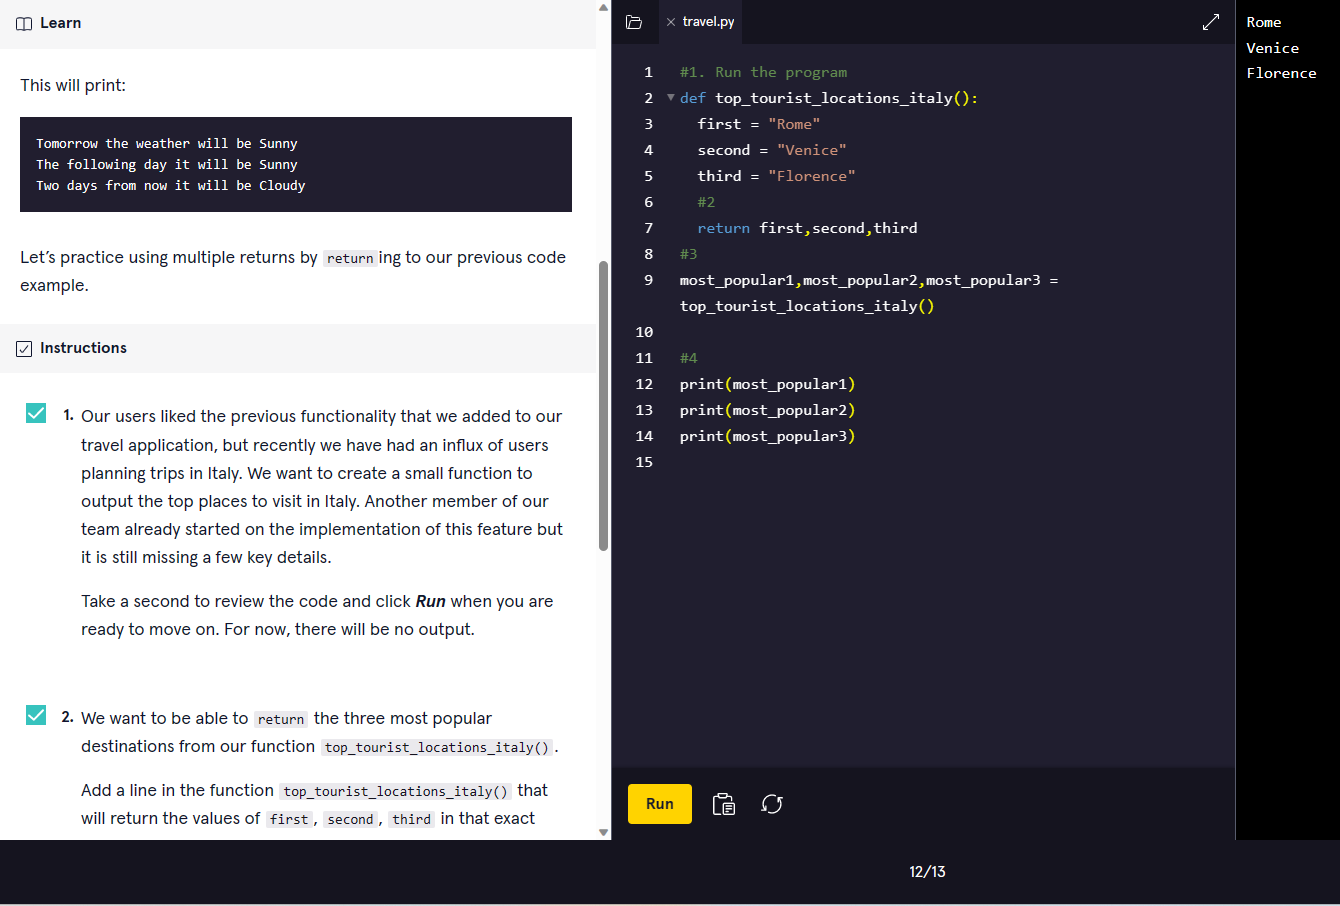 Learn
This will print:
Tomorrow the weather will be Sunny
The following day it will be Sunny
Two days from now it will be Cloudy
Let’s practice using multiple returns by returning to our previous code
example.
Instructions
1. Our users liked the previous functionality that we added to our
travel application, but recently we have had an influx of users
planning trips in Italy. We want to create a small function to
output the top places to visit in Italy. Another member of our
team already started on the implementation of this feature but
it is still missing a few key details.
Take a second to review the code and click Run when you are
ready to move on. For now, there will be no output.
2. We want to be able to return the three most popular
destinations from our function top_tourist_locations_italy().
Add a line in the function top_tourist_locations_italy() that
will return the values of first, second, third in that exact
travel.py
1 #1. Run the program
2 def top_tourist_locations_italy():
3 first = "Rome"
4 second = "Venice"
5 third = "Florence"
6 #2
7 return first,second,third
8 #3
9 most_popular1,most_popular2,most_popular3 =
top_tourist_locations_italy()
10
11 #4
12 print(most_popular1)
13 print(most_popular2)
14 print(most_popular3)
15
Run
Rome
Venice
Florence
12/13